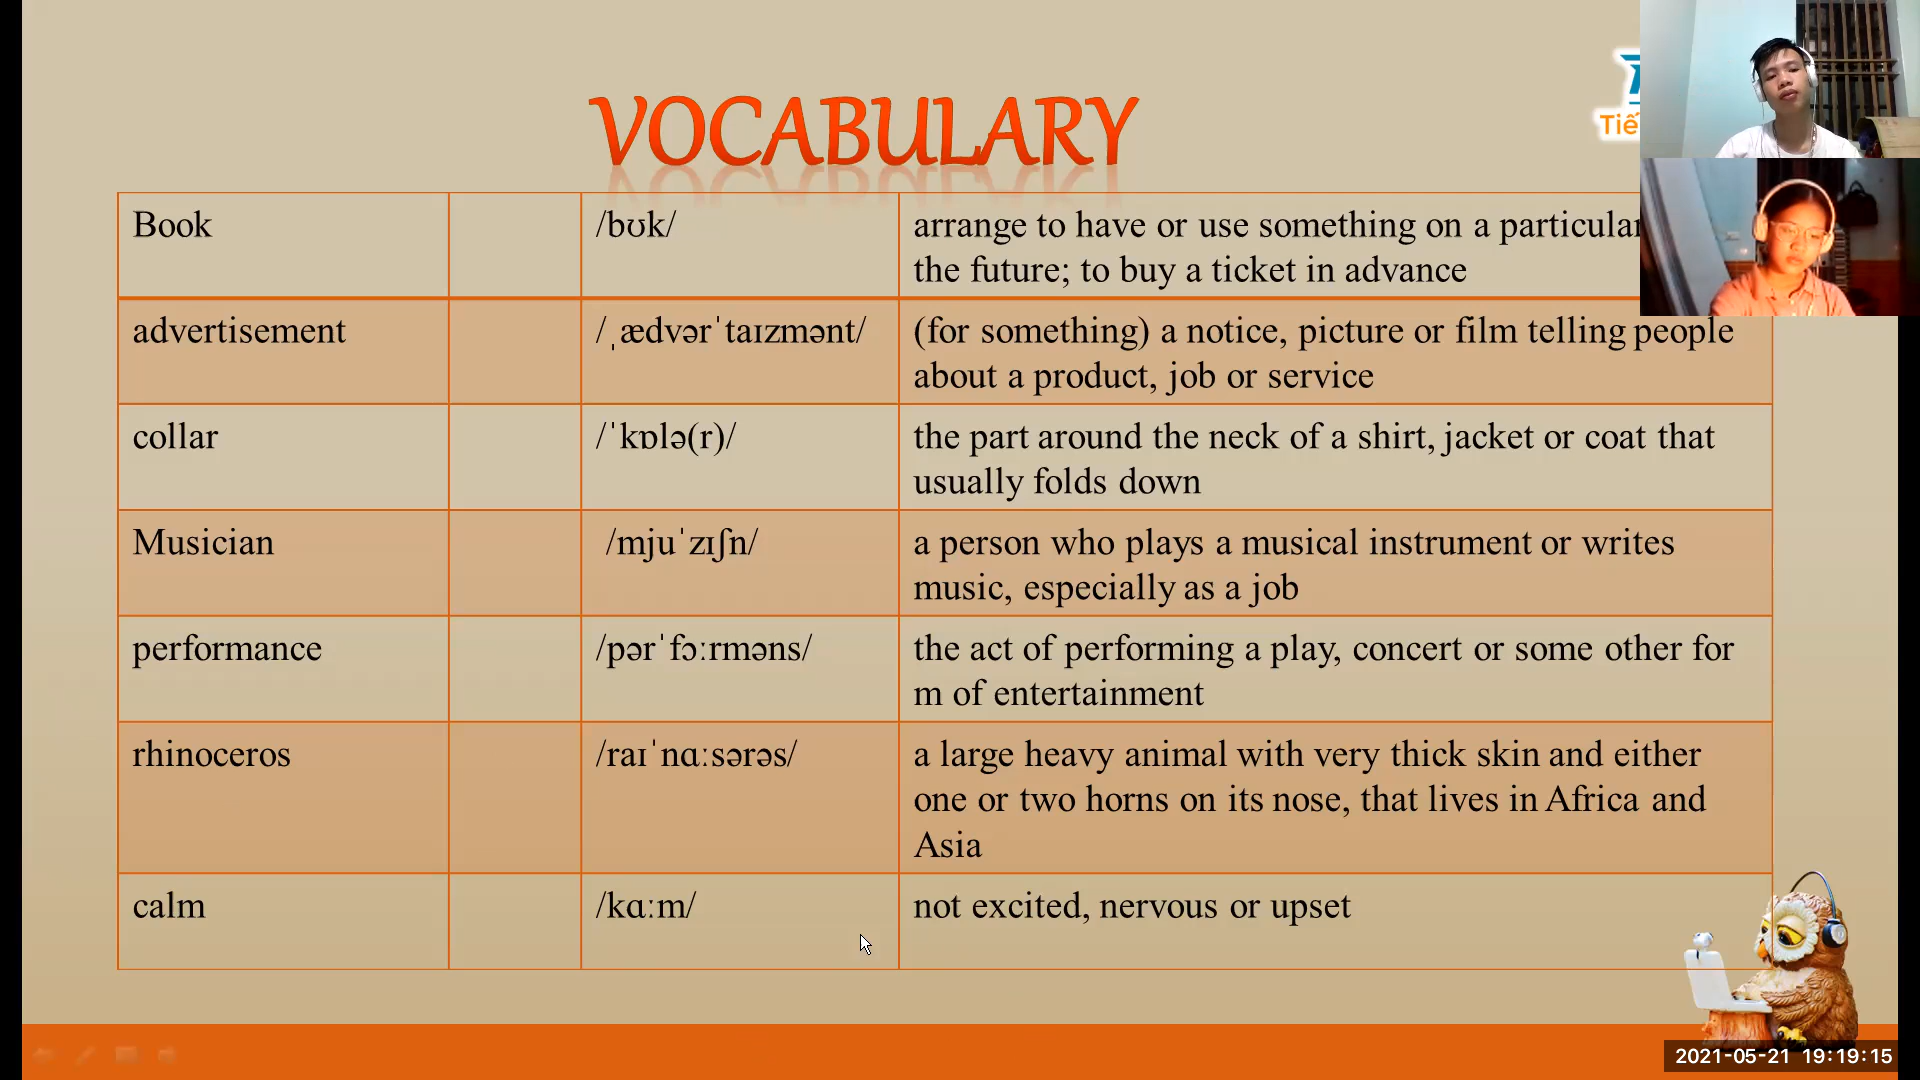 VOCABULARY
Book /bʊk/ arrange to have or use something on a particular
the future; to buy a ticket in advance
advertisement /ˌædvərˈtaɪzmənt/ (for something) a notice, picture or film telling people
about a product, job or service
collar /ˈkɒlə(r)/ the part around the neck of a shirt, jacket or coat that
usually folds down
Musician /mjuˈzɪʃn/ a person who plays a musical instrument or writes
music, especially as a job
performance /pərˈfɔːrməns/ the act of performing a play, concert or some other for
m of entertainment
rhinoceros /raɪˈnɑːsərəs/ a large heavy animal with very thick skin and either
one or two horns on its nose, that lives in Africa and
Asia
calm /kɑːm/ not excited, nervous or upset
2021-05-21 19:19:15